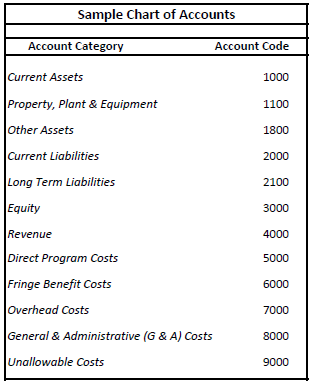 Sample Chart of Accounts
Account Category Account Code
Current Assets 1000
Property, Plant & Equipment 1100
Other Assets 1800
Current Liabilities 2000
Long Term Liabilities 2100
Equity 3000
Revenue 4000
Direct Program Costs 5000
Fringe Benefit Costs 6000
Overhead Costs 7000
General & Administrative (G & A) Costs 8000
Unallowable Costs 9000